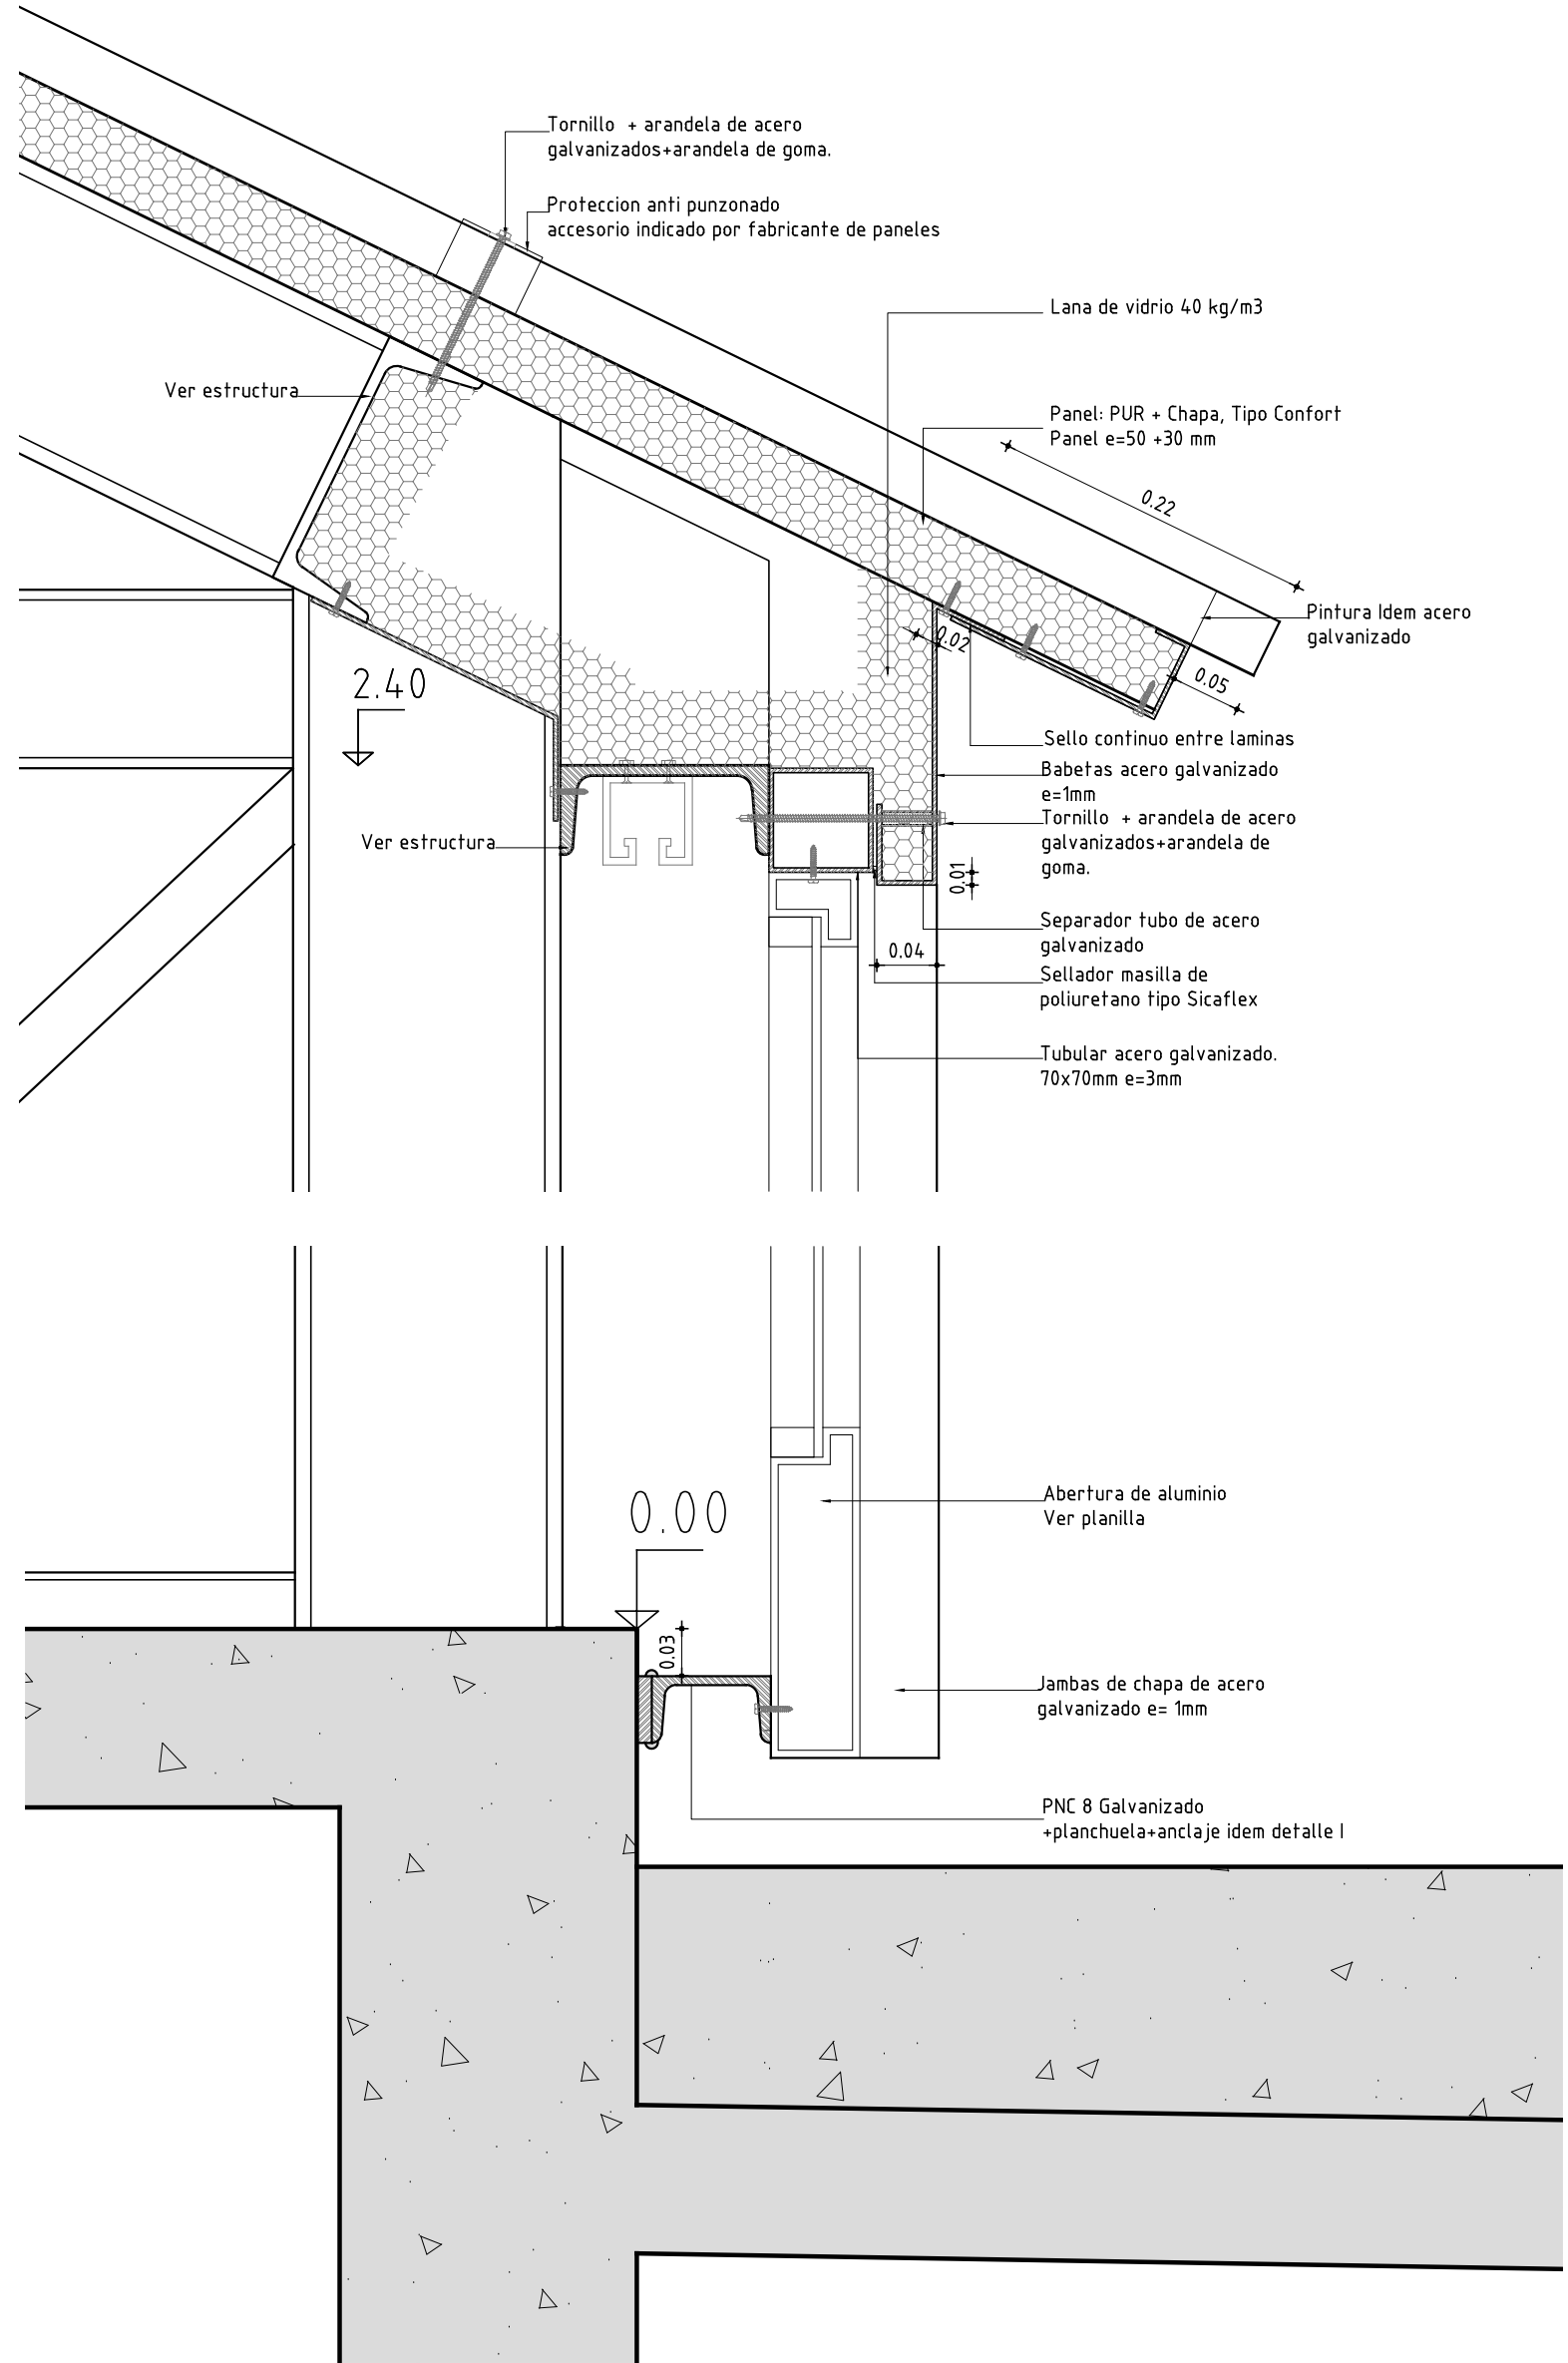 Tornillo + arandela de acero
galvanizados+arandela de goma.
Proteccion anti punzonado
accesorio indicado por fabricante de paneles
Lana de vidrio 40 kg/m3
Ver estructura
Panel: PUR + Chapa, Tipo Confort
Panel e=50 +30 mm
0.22
Pintura Idem acero
galvanizado
0.02
2.40
0.05
Sello continuo entre laminas
Babetas acero galvanizado
e=1mm
Tornillo + arandela de acero
galvanizados+arandela de
goma.
Ver estructura
0.01
Separador tubo de acero
galvanizado
0.04
Sellador masilla de
poliuretano tipo Sicaflex
Tubular acero galvanizado.
70x70mm e=3mm
Abertura de aluminio
Ver planilla
0.00
0.03
Jambas de chapa de acero
galvanizado e= 1mm
PNC 8 Galvanizado
+planchuela+anclaje idem detalle I